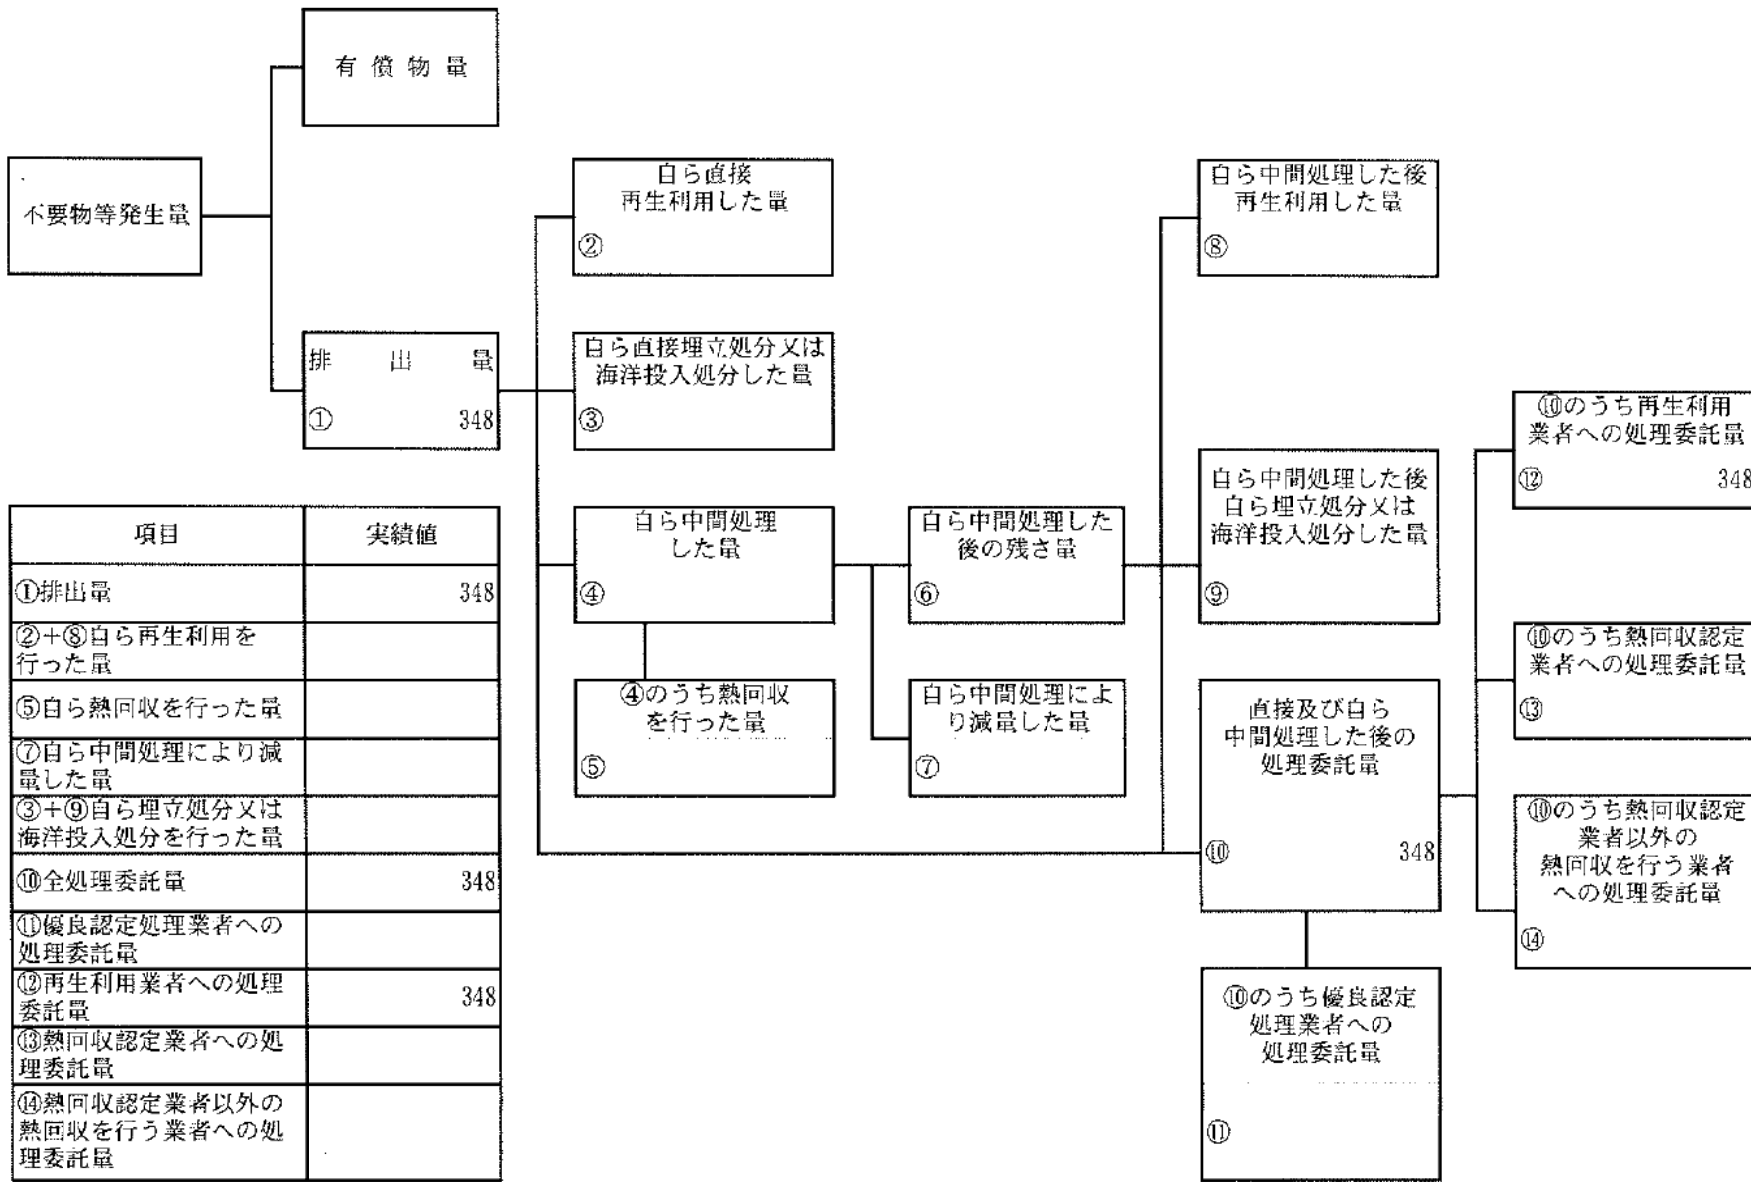 有償物量
不要物等発生量
排出量
① 348
自ら直接
再生利用した量
②
自ら直接埋立処分又は
海洋投入処分した量
③
自ら中間処理
した量
④
④のうち熱回収
を行った量
⑤
自ら中間処理した
後の残さ量
⑥
自ら中間処理によ
り減量した量
⑦
自ら中間処理した後
再生利用した量
⑧
自ら中間処理した後
自ら埋立処分又は
海洋投入処分した量
⑨
直接及び自ら
中間処理した後の
処理委託量
⑩ 348
⑩のうち優良認定
処理業者への
処理委託量
⑪
⑩のうち再生利用
業者への処理委託量
⑫ 348
⑩のうち熱回収認定
業者への処理委託量
⑬
⑩のうち熱回収認定
業者以外の
熱回収を行う業者
への処理委託量
⑭
項目 実績値
①排出量 348
②+⑧自ら再生利用を
行った量
⑤自ら熱回収を行った量
⑦自ら中間処理により減
量した量
③+⑨自ら埋立処分又は
海洋投入処分を行った量
⑩全処理委託量 348
⑪優良認定処理業者への
処理委託量
⑫再生利用業者への処理
委託量 348
⑬熱回収認定業者への処
理委託量
⑭熱回収認定業者以外の
熱回収を行う業者への処
理委託量